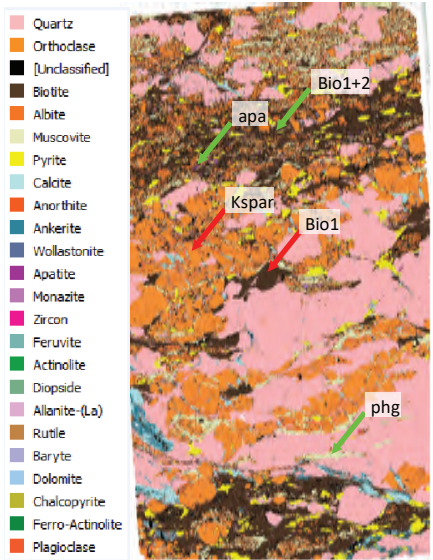 Quartz
Orthoclase
[Unclassified]
Biotite
Albite
Muscovite
Pyrite
Calcite
Anorthite
Ankerite
Wollastonite
Apatite
Monazite
Zircon
Feruvite
Actinolite
Diopside
Allanite-(La)
Rutile
Baryte
Dolomite
Chalcopyrite
Ferro-Actinolite
Plagioclase
Bio1+2
apa
Kspar
Bio1
phg